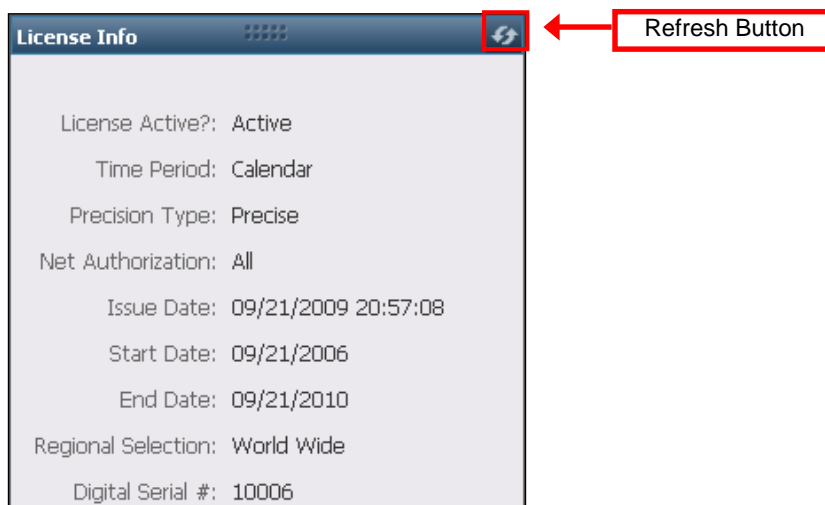 License Info
Refresh Button
License Active?: Active
Time Period: Calendar
Precision Type: Precise
Net Authorization: All
Issue Date: 09/21/2009 20:57:08
Start Date: 09/21/2006
End Date: 09/21/2010
Regional Selection: World Wide
Digital Serial #: 10006